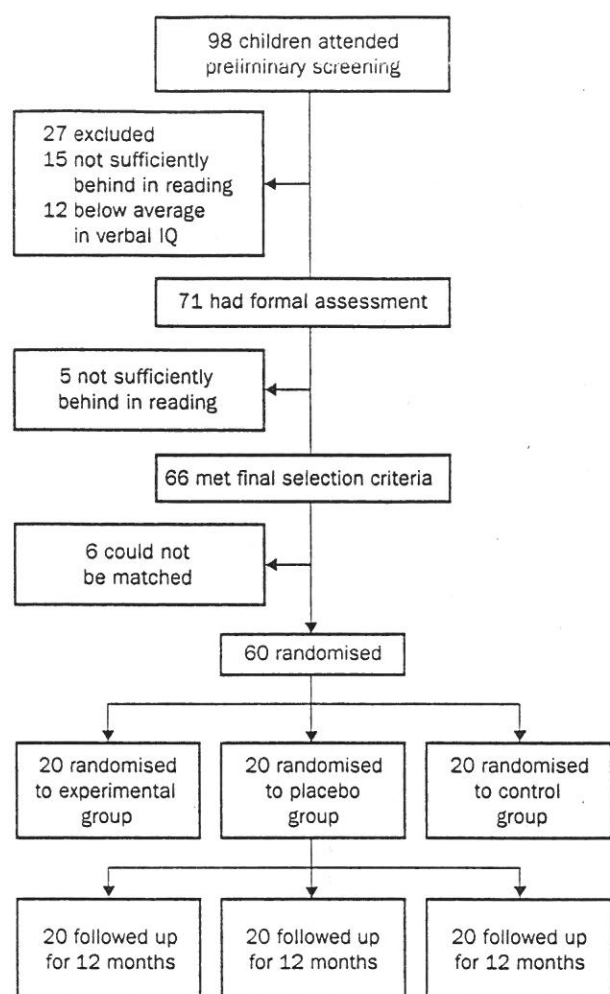 98 children attended
preliminary screening
27 excluded
15 not sufficiently
behind in reading
12 below average
in verbal IQ
71 had formal assessment
5 not sufficiently
behind in reading
66 met final selection criteria
6 could not
be matched
60 randomised
20 randomised
to experimental
group
20 randomised
to placebo
group
20 randomised
to control
group
20 followed up
for 12 months
20 followed up
for 12 months
20 followed up
for 12 months